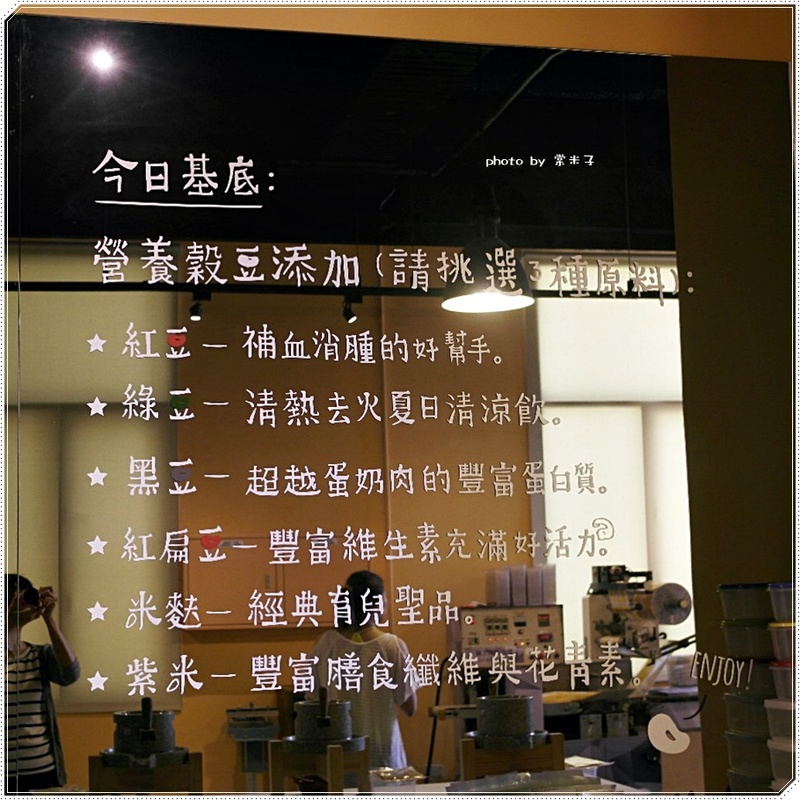 今日基底:
photo by 棠米子
營養穀豆添加(請挑選3種原料):
★紅豆–補血消腫的好幫手。
★綠豆–清熱去火夏日清涼飲。
★黑豆–超越蛋奶肉的豐富蛋白質。
★紅扁豆–豐富維生素充滿好活力。
★米麩–經典育兒聖品。
★紫米–豐富膳食纖維與花青素。
ENJOY!